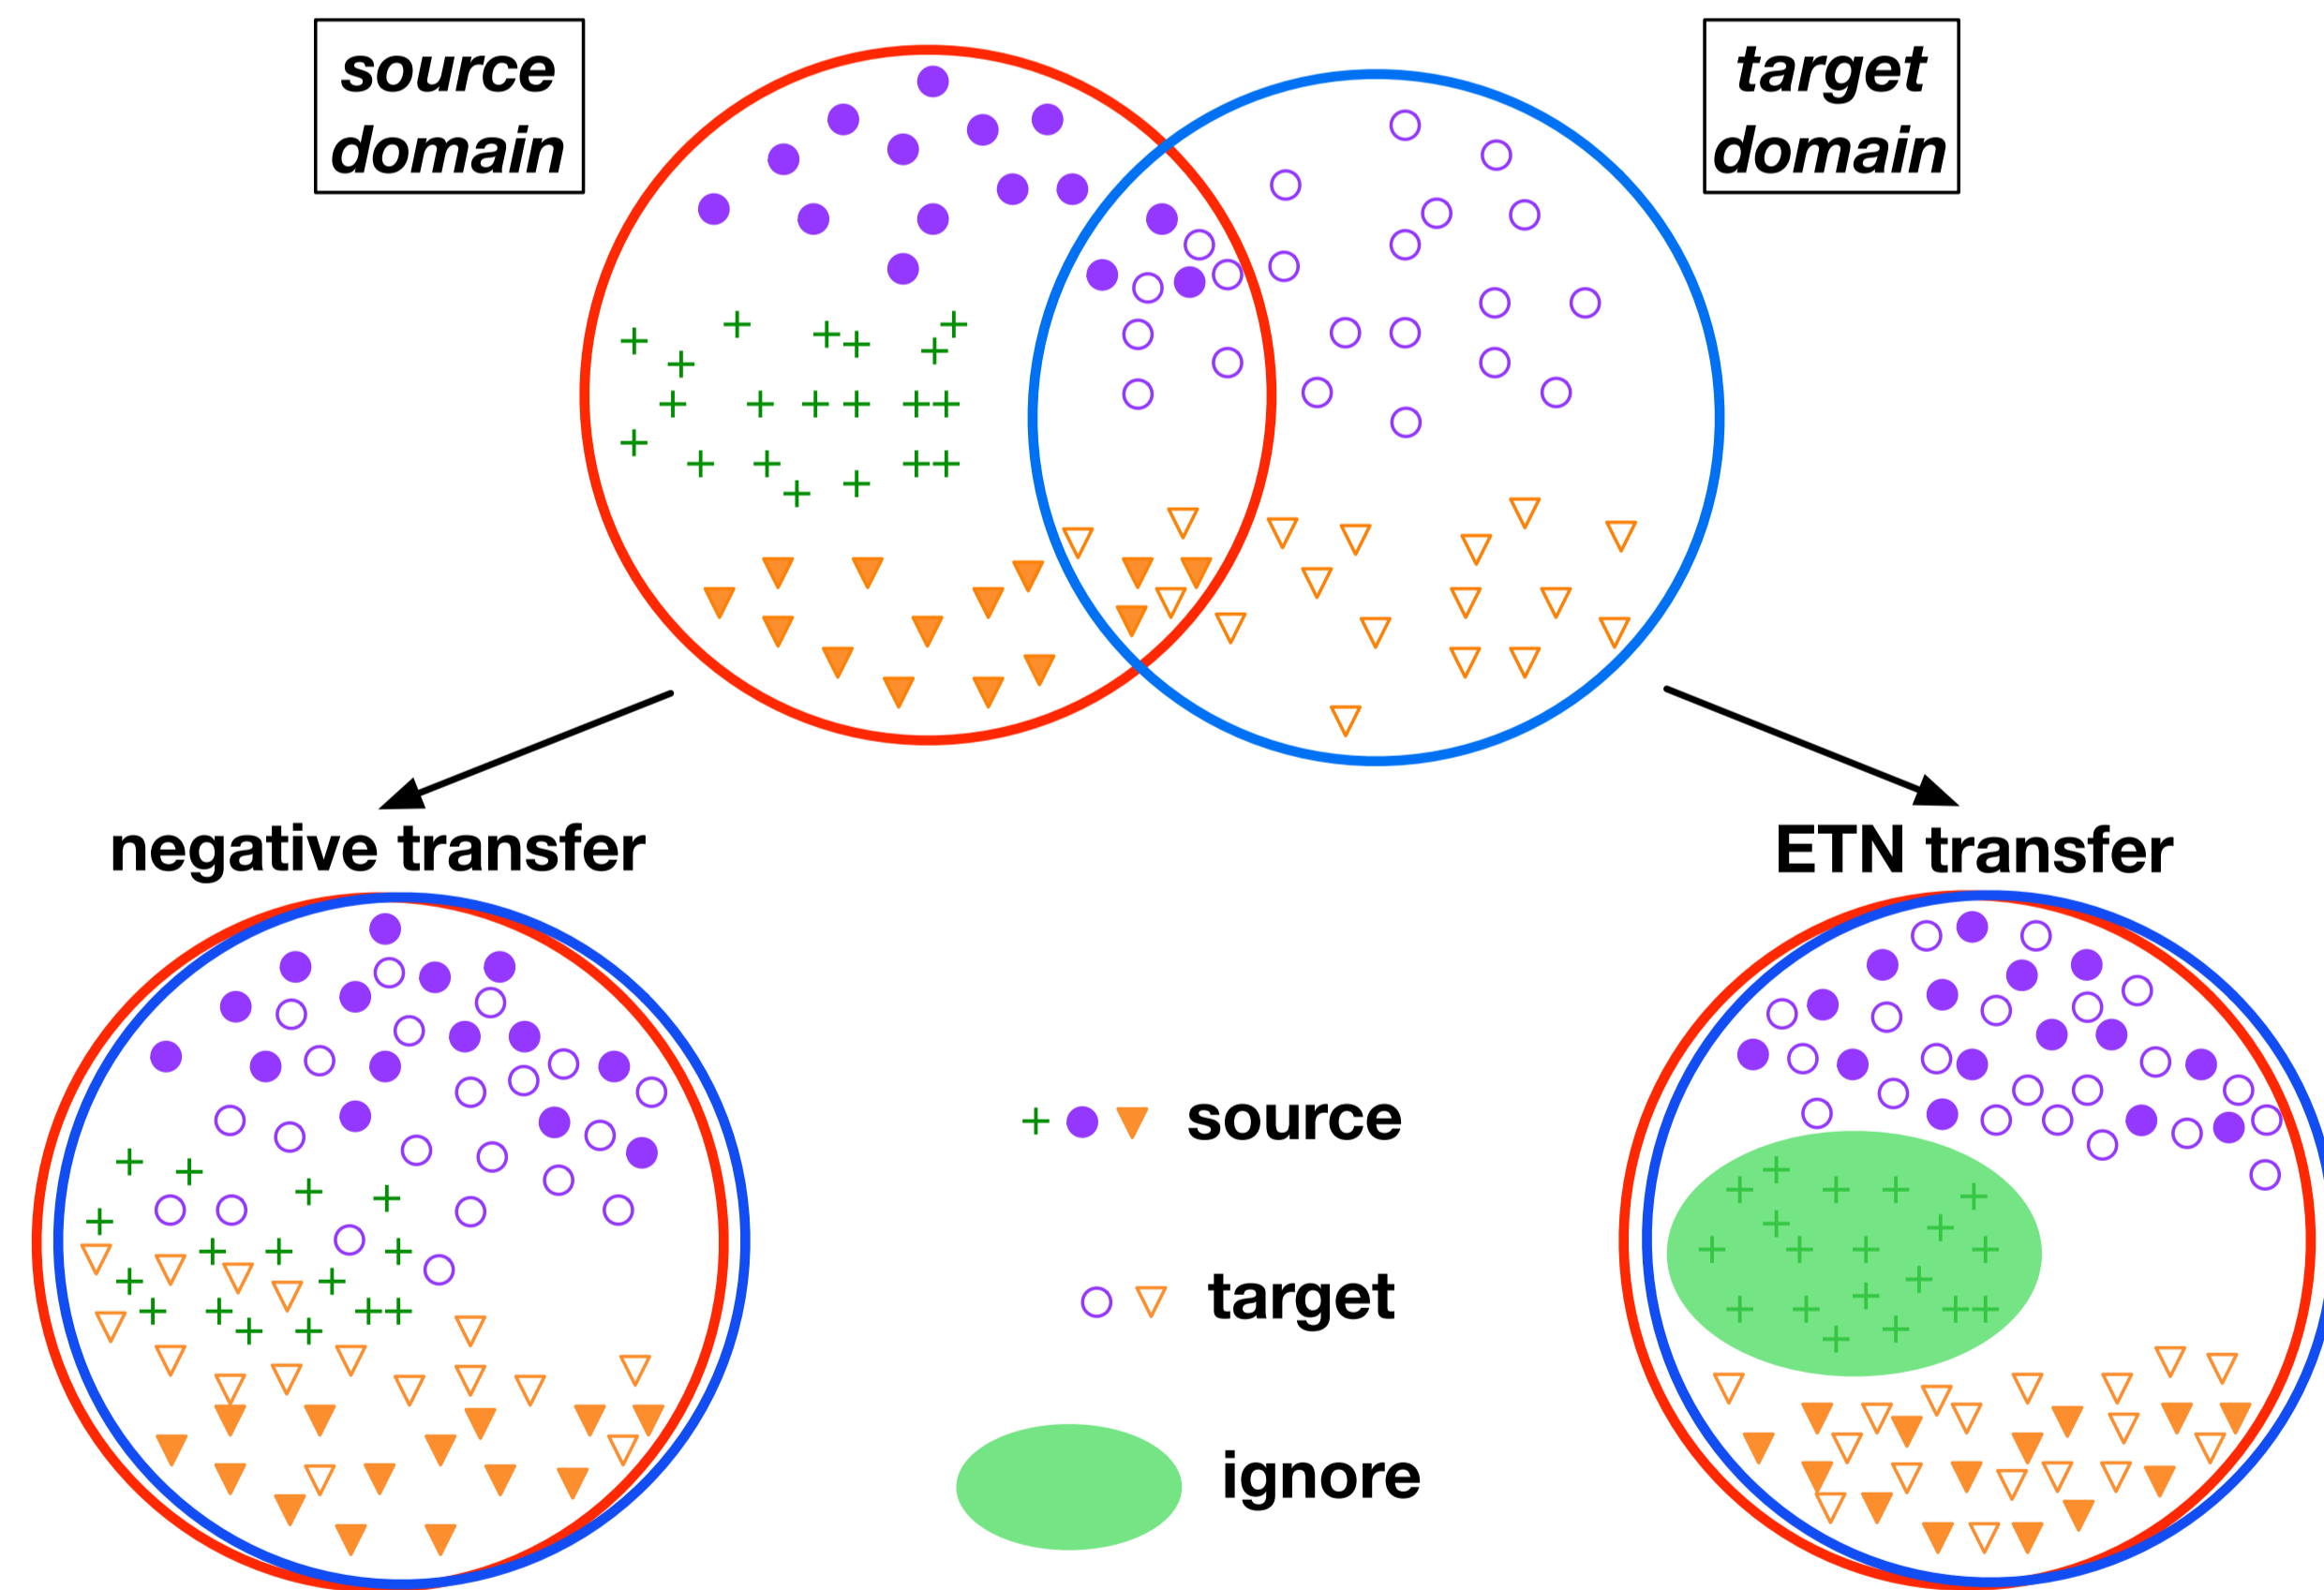 source
domain
target
domain
negative transfer
ETN transfer
source
target
ignore